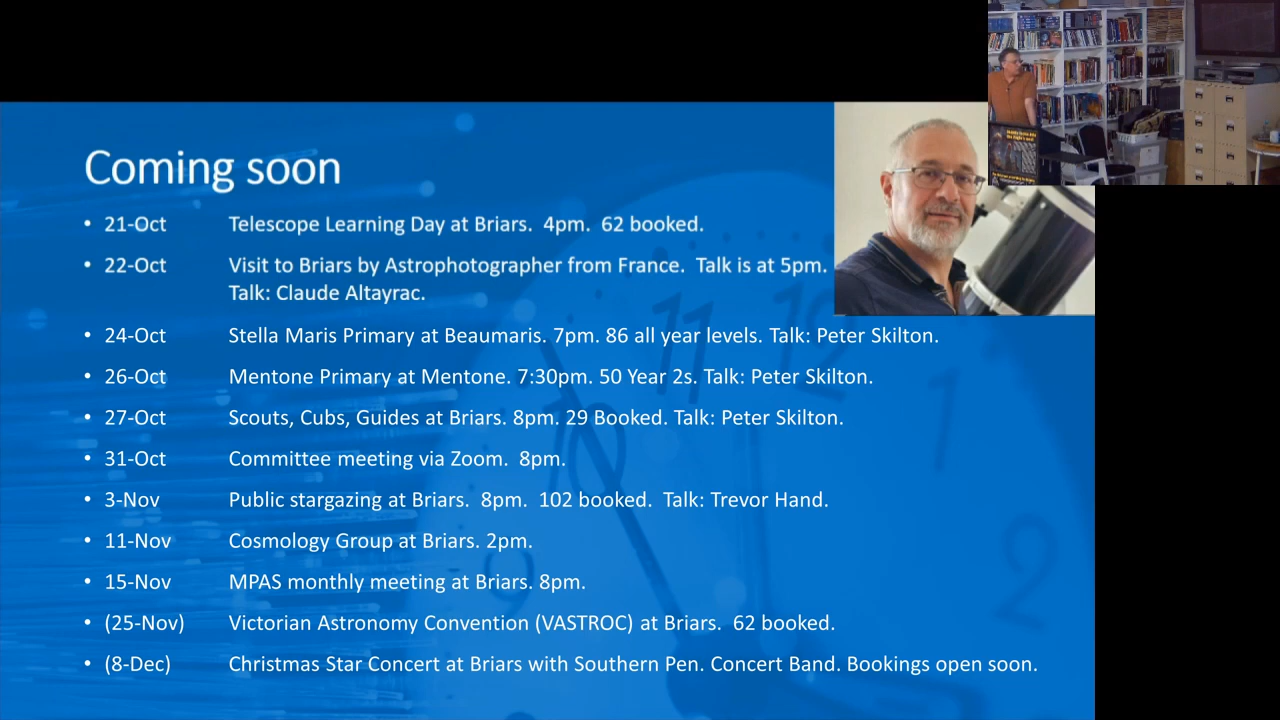 Coming soon
• 21-Oct Telescope Learning Day at Briars. 4pm. 62 booked.
• 22-Oct Visit to Briars by Astrophotographer from France. Talk is at 5pm.
Talk: Claude Altayrac.
• 24-Oct Stella Maris Primary at Beaumaris. 7pm. 86 all year levels. Talk: Peter Skilton.
• 26-Oct Mentone Primary at Mentone. 7:30pm. 50 Year 2s. Talk: Peter Skilton.
• 27-Oct Scouts, Cubs, Guides at Briars. 8pm. 29 Booked. Talk: Peter Skilton.
• 31-Oct Committee meeting via Zoom. 8pm.
• 3-Nov Public stargazing at Briars. 8pm. 102 booked. Talk: Trevor Hand.
• 11-Nov Cosmology Group at Briars. 2pm.
• 15-Nov MPAS monthly meeting at Briars. 8pm.
• (25-Nov) Victorian Astronomy Convention (VASTROC) at Briars. 62 booked.
• (8-Dec) Christmas Star Concert at Briars with Southern Pen. Concert Band. Bookings open soon.
11
12
1
10
2
9